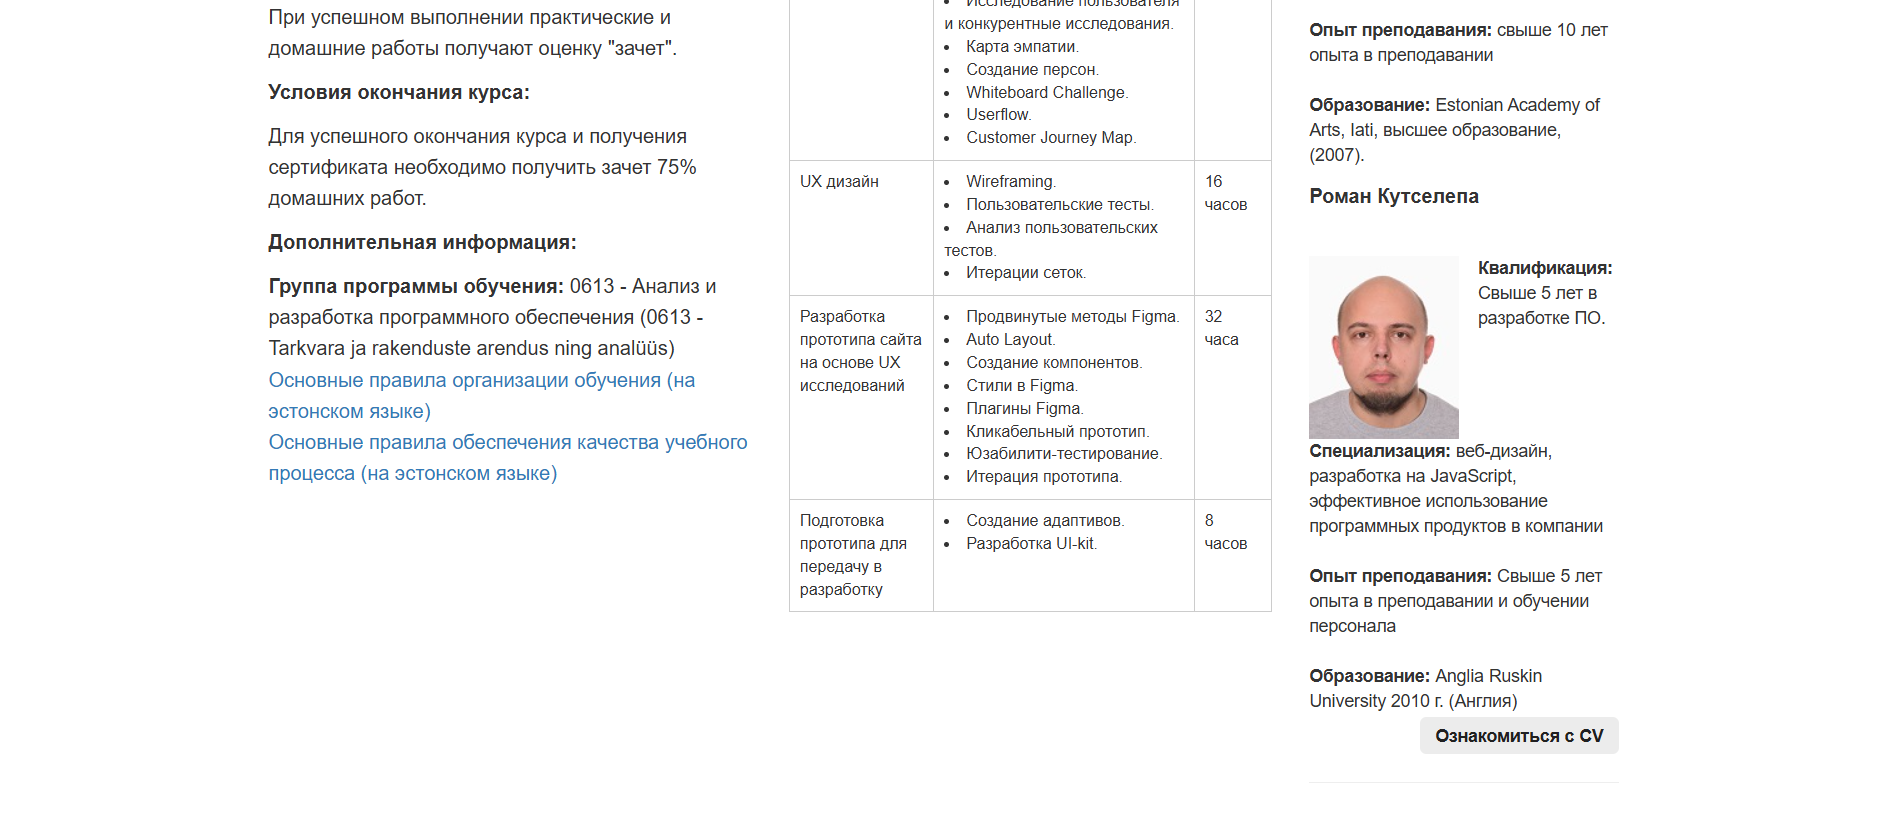 При успешном выполнении практические и
домашние работы получают оценку "зачет".
Условия окончания курса:
Для успешного окончания курса и получения
сертификата необходимо получить зачет 75%
домашних работ.
Дополнительная информация:
Группа программы обучения: 0613 - Анализ и
разработка программного обеспечения (0613 -
Tarkvara ja rakenduste arendus ning analüüs)
Основные правила организации обучения (на
эстонском языке)
Основные правила обеспечения качества учебного
процесса (на эстонском языке)
• Исследование пользователя
и конкурентные исследования.
• Карта эмпатии.
• Создание персон.
• Whiteboard Challenge.
• Userflow.
• Customer Journey Map.
UX дизайн
• Wireframing.
• Пользовательские тесты.
• Анализ пользовательских
тестов.
• Итерации сеток.
16
часов
Разработка
прототипа сайта
на основе UX
исследований
• Продвинутые методы Figma.
• Auto Layout.
• Создание компонентов.
• Стили в Figma.
• Плагины Figma.
• Кликабельный прототип.
• Юзабилити-тестирование.
• Итерация прототипа.
32
часа
Подготовка
прототипа для
передачу в
разработку
• Создание адаптивов.
• Разработка UI-kit.
8
часов
Опыт преподавания: свыше 10 лет
опыта в преподавании
Образование: Estonian Academy of
Arts, Iati, высшее образование,
(2007).
Роман Кутселепа
Квалификация:
Свыше 5 лет в
разработке ПО.
Специализация: веб-дизайн,
разработка на JavaScript,
эффективное использование
программных продуктов в компании
Опыт преподавания: Свыше 5 лет
опыта в преподавании и обучении
персонала
Образование: Anglia Ruskin
University 2010 г. (Англия)
Ознакомиться с CV